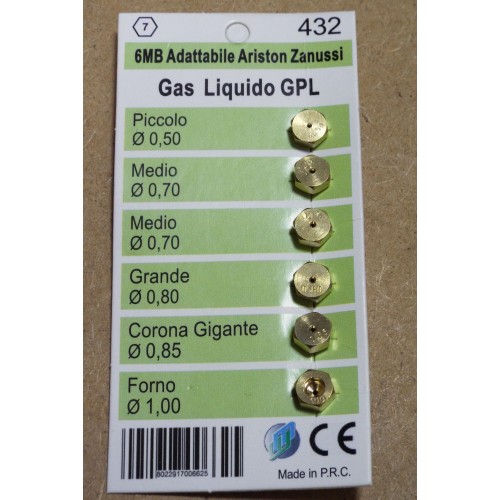 7
432
6MB Adattabile Ariston Zanussi
Gas Liquido GPL
Piccolo
Ø 0,50
Medio
Ø 0,70
Medio
Ø 0,70
Grande
Ø 0,80
Corona Gigante
Ø 0,85
Forno
Ø 1,00
8022917006625
CE
Made in P.R.C.